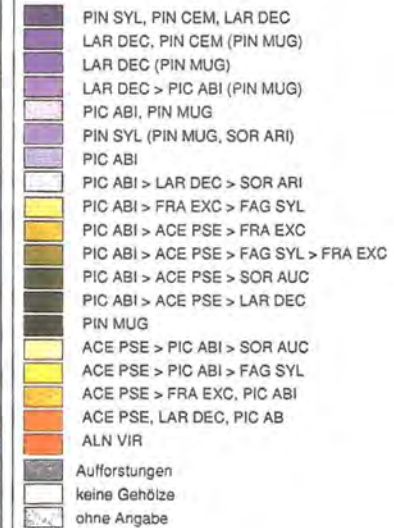 PIN SYL, PIN CEM, LAR DEC
LAR DEC, PIN CEM (PIN MUG)
LAR DEC (PIN MUG)
LAR DEC > PIC ABI (PIN MUG)
PIC ABI, PIN MUG
PIN SYL (PIN MUG, SOR ARI)
PIC ABI
PIC ABI > LAR DEC > SOR ARI
PIC ABI > FRA EXC > FAG SYL
PIC ABI > ACE PSE > FRA EXC
PIC ABI > ACE PSE > FAG SYL > FRA EXC
PIC ABI > ACE PSE > SOR AUC
PIC ABI > ACE PSE > LAR DEC
PIN MUG
ACE PSE > PIC ABI > SOR AUC
ACE PSE > PIC ABI > FAG SYL
ACE PSE > FRA EXC, PIC ABI
ACE PSE, LAR DEC, PIC AB
ALN VIR
Aufforstungen
keine Gehölze
ohne Angabe